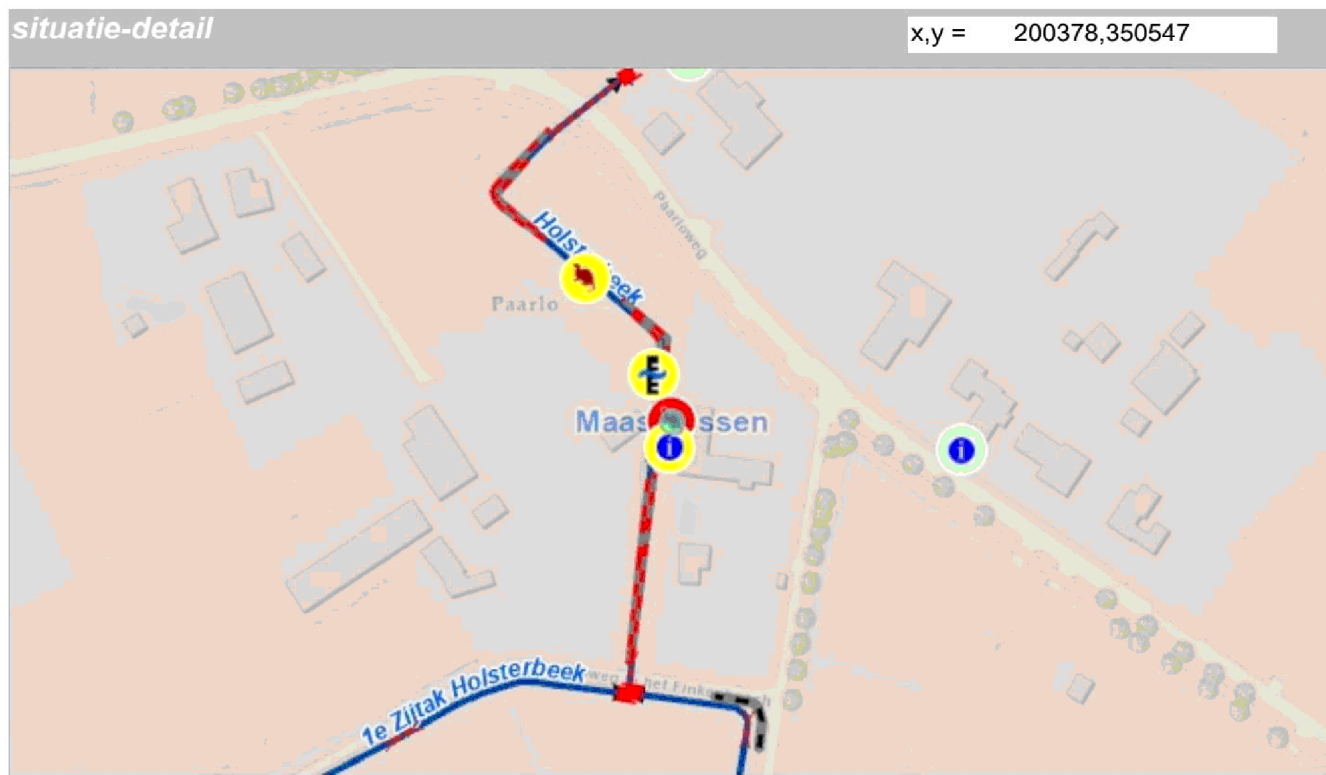 situatie-detail
x,y = 200378,350547
Paarloweg
Holsterbeek
Paarlo
E
E
i
i
1e Zijtak Holsterbeek